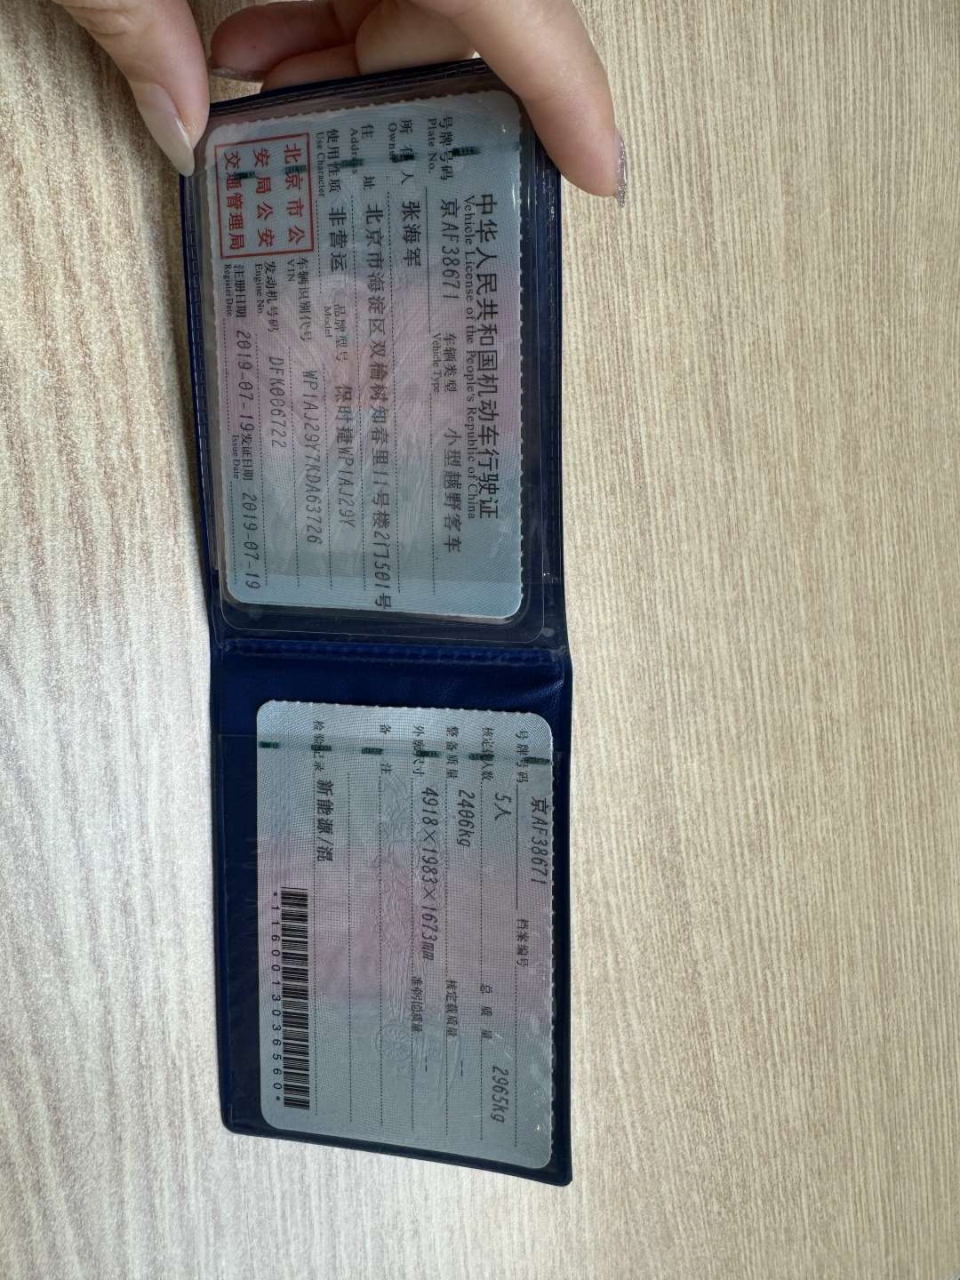 中华人民共和国机动车行驶证
Vehicle License of the People's Republic of China
号牌号码 京AF38671 车辆类型 小型越野客车
Plate No. Vehicle Type
所有人 张海军
Owner
住址 北京市海淀区双榆树知春里11号楼2门501号
Address
使用性质 非营运 品牌型号 保时捷WP1AJ29Y
Use Character Model
北京市公安局公安交通管理局
车辆识别代号 WP1AJ29Y7KDA63726
VIN
发动机号码 DFK006722
Engine No.
注册日期 2019-07-19 发证日期 2019-07-19
Register Date Issue Date
号牌号码 京AF38671 档案编号
核定载人数 5人 总质量 2965kg
整备质量 2406kg 核定载质量 --
外廓尺寸 4918×1983×1673mm 准牵引总质量 --
备注
检验记录 新能源/混
*1160013036560*